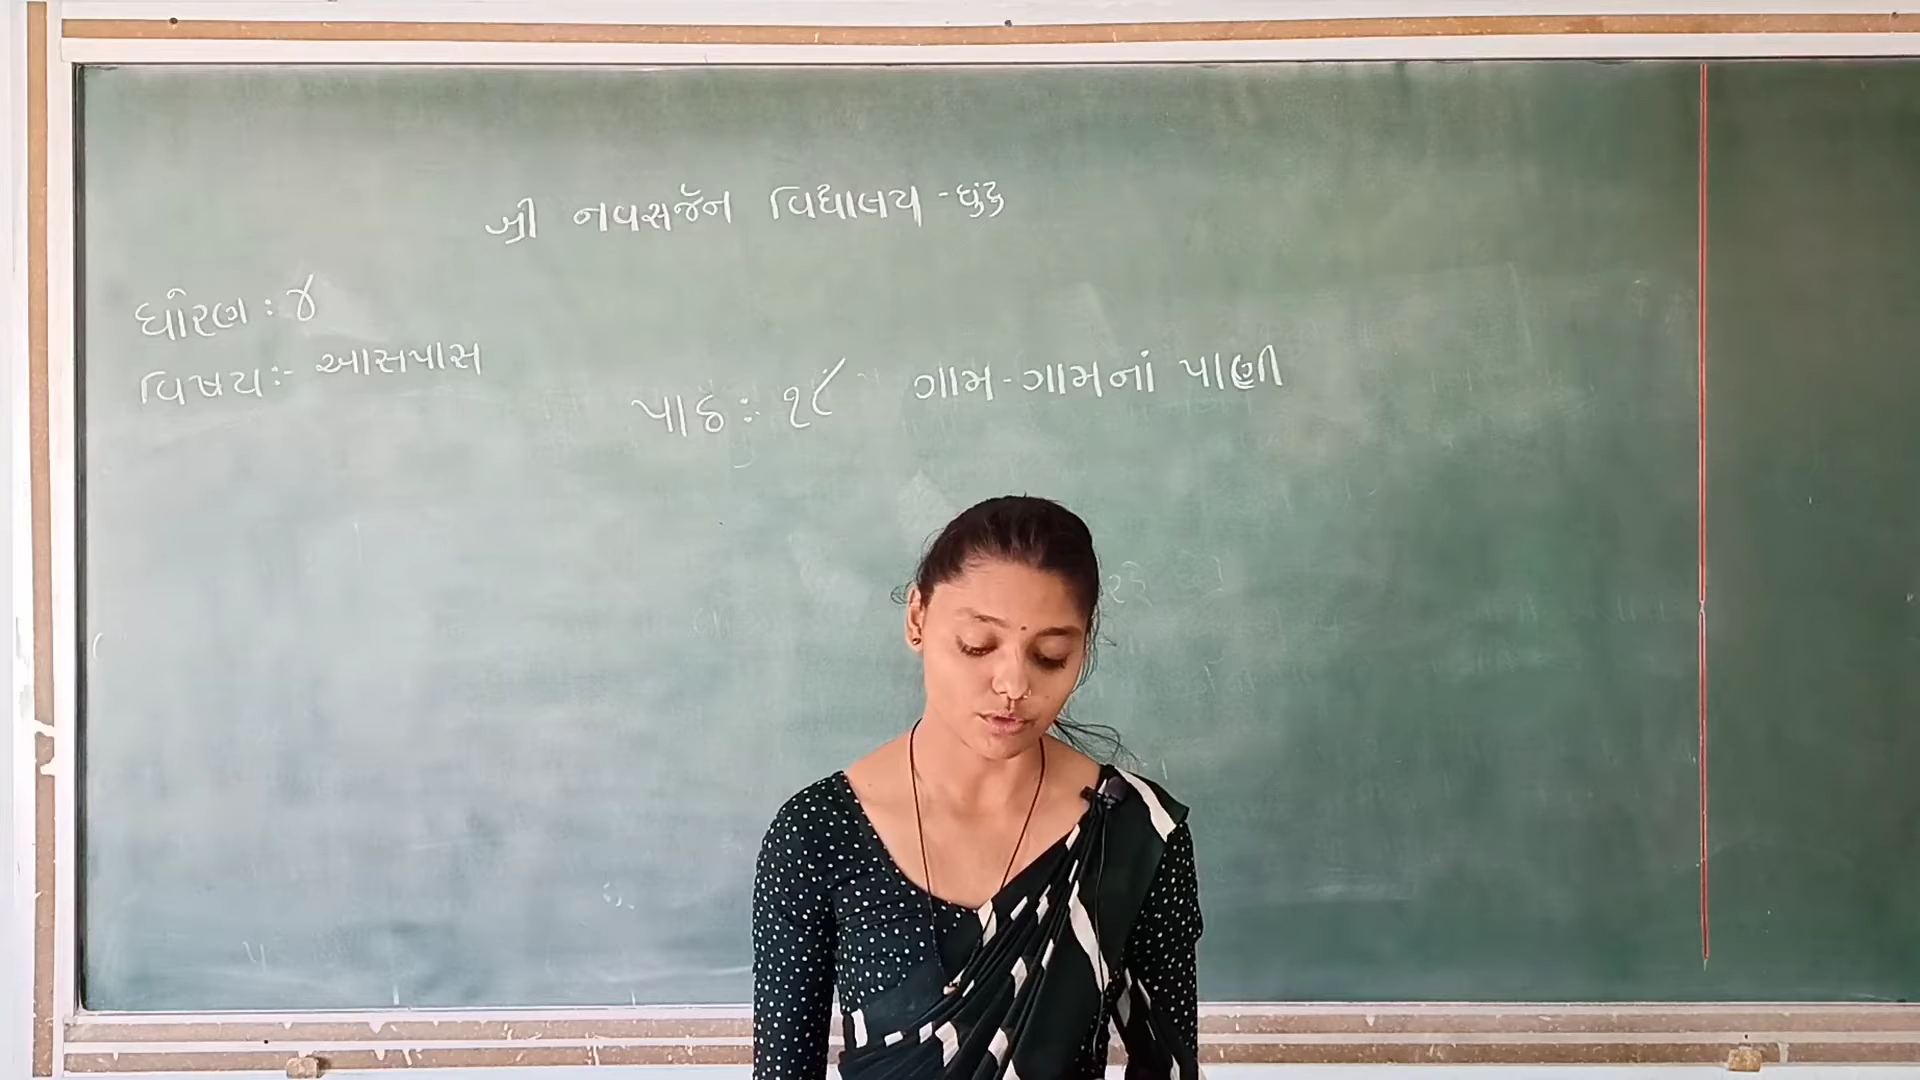 શ્રી નવસર્જન વિદ્યાલય - ઘુંટુ
ધોરણ : ૪
વિષય :- આસપાસ
પાઠ : ૧૮ ગામ-ગામનાં પાણી